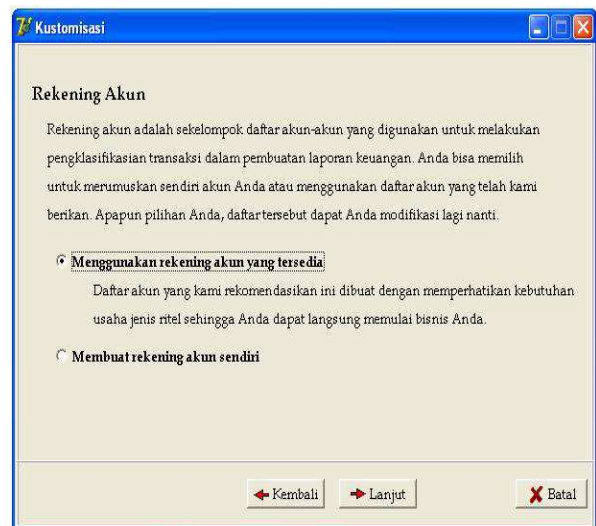 Kustomisasi
Rekening Akun
Rekening akun adalah sekelompok daftar akun-akun yang digunakan untuk melakukan
pengklasifikasian transaksi dalam pembuatan laporan keuangan. Anda bisa memilih
untuk merumuskan sendiri akun Anda atau menggunakan daftar akun yang telah kami
berikan. Apapun pilihan Anda, daftar tersebut dapat Anda modifikasi lagi nanti.
Menggunakan rekening akun yang tersedia
Daftar akun yang kami rekomendasikan ini dibuat dengan memperhatikan kebutuhan
usaha jenis ritel sehingga Anda dapat langsung memulai bisnis Anda.
Membuat rekening akun sendiri
Kembali
Lanjut
Batal